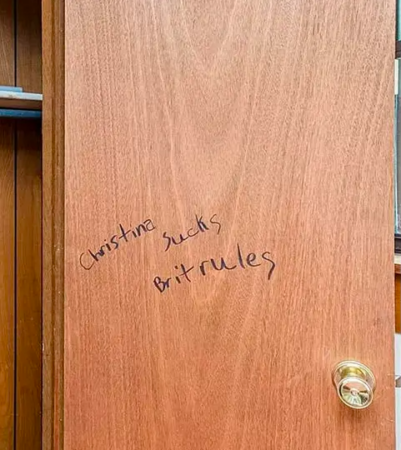 Christina sucks
Brit rules